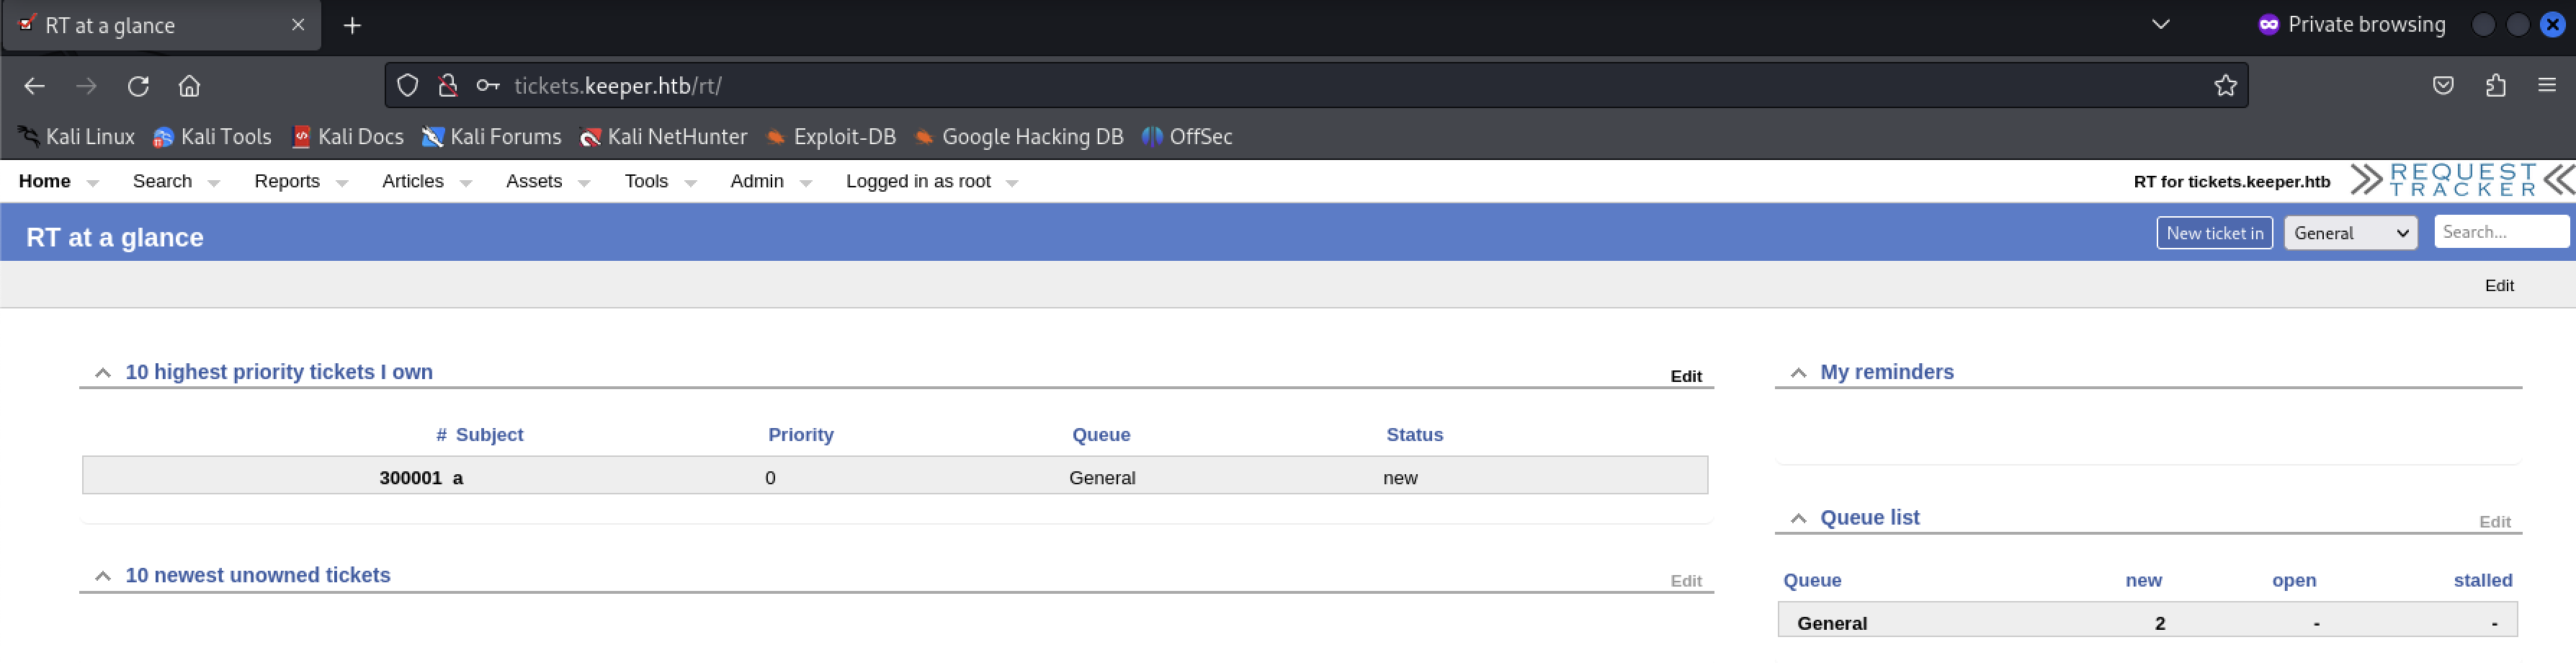 RT at a glance
Private browsing
tickets.keeper.htb/rt/
Kali Linux Kali Tools Kali Docs Kali Forums Kali NetHunter Exploit-DB Google Hacking DB OffSec
Home Search Reports Articles Assets Tools Admin Logged in as root
RT for tickets.keeper.htb
REQUEST
TRACKER
RT at a glance
New ticket in General Search...
Edit
10 highest priority tickets I own Edit
# Subject Priority Queue Status
300001 a 0 General new
10 newest unowned tickets Edit
My reminders
Queue list Edit
Queue new open stalled
General 2 - -